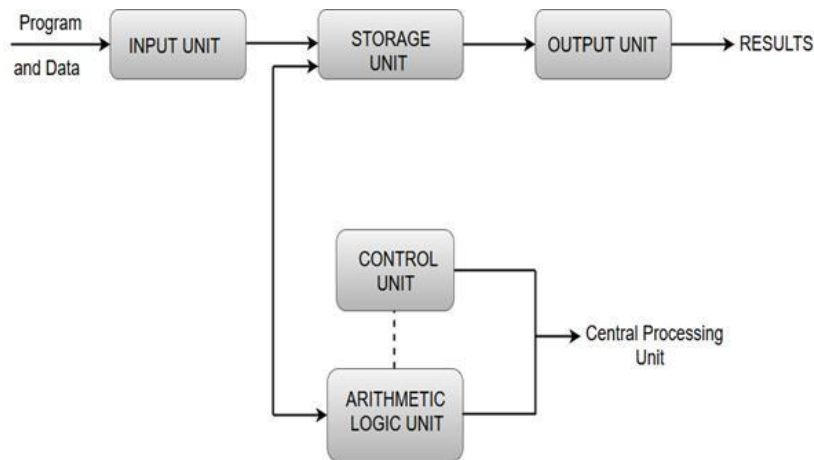 Program
and Data
INPUT UNIT
STORAGE
UNIT
OUTPUT UNIT
RESULTS
CONTROL
UNIT
Central Processing
Unit
ARITHMETIC
LOGIC UNIT